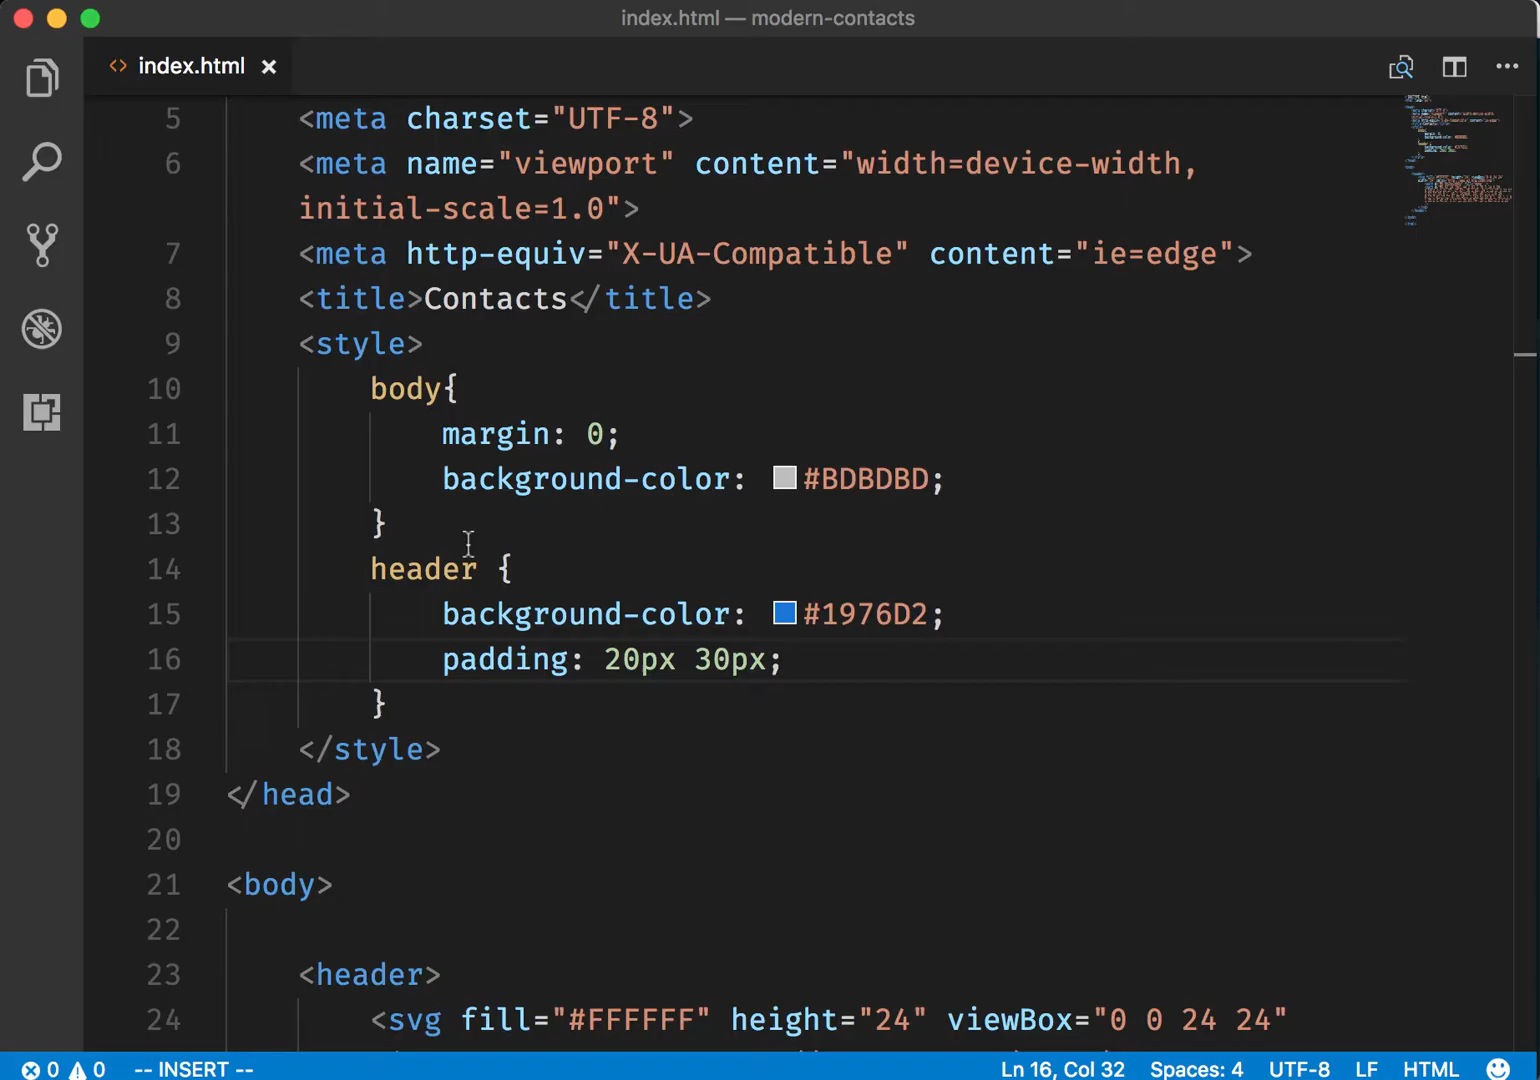 index.html — modern-contacts
index.html
5 <meta charset="UTF-8">
6 <meta name="viewport" content="width=device-width,
initial-scale=1.0">
7 <meta http-equiv="X-UA-Compatible" content="ie=edge">
8 <title>Contacts</title>
9 <style>
10 body{
11 margin: 0;
12 background-color: #BDBDBD;
13 }
14 header {
15 background-color: #1976D2;
16 padding: 20px 30px;
17 }
18 </style>
19 </head>
20
21 <body>
22
23 <header>
24 <svg fill="#FFFFFF" height="24" viewBox="0 0 24 24"
0 0 -- INSERT -- Ln 16, Col 32 Spaces: 4 UTF-8 LF HTML